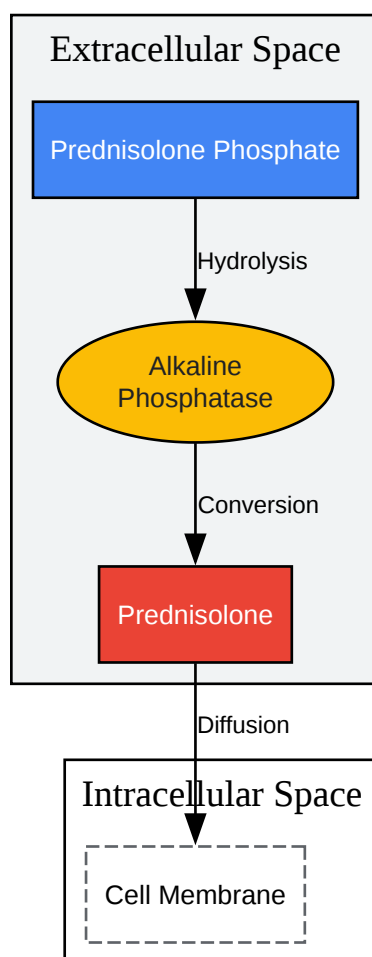 Extracellular Space
Prednisolone Phosphate
Hydrolysis
Alkaline
Phosphatase
Conversion
Prednisolone
Diffusion
Intracellular Space
Cell Membrane